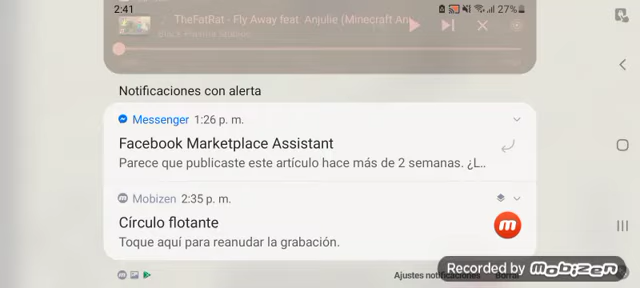 2:41
27%
2. TheFatRat - Fly Away feat. Anjulie (Minecraft An
Notificaciones con alerta
Messenger 1:26 p. m.
Facebook Marketplace Assistant
Parece que publicaste este artículo hace más de 2 semanas. ¿L..
Mobizen 2:35 p. m.
Círculo flotante
Toque aquí para reanudar la grabación.
Ajustes notificaciones
Borrar
Recorded by mobizen